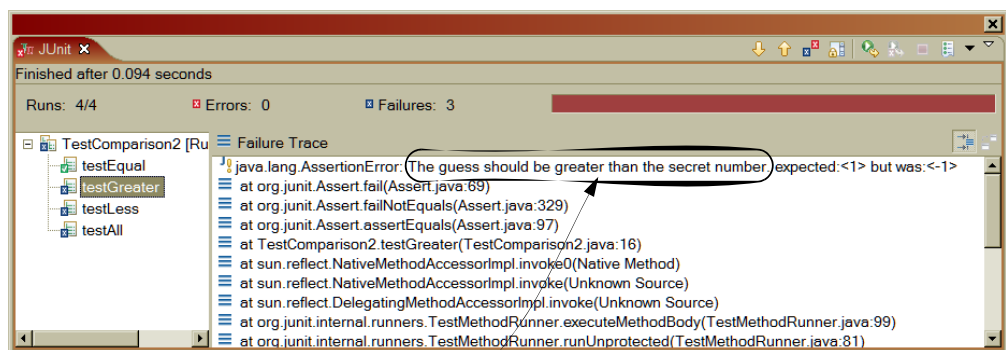 JUnit
Finished after 0.094 seconds
Runs: 4/4 Errors: 0 Failures: 3
TestComparison2 [Ru
testEqual
testGreater
testLess
testAll
Failure Trace
java.lang.AssertionError: The guess should be greater than the secret number. expected:<1> but was:<-1>
at org.junit.Assert.fail(Assert.java:69)
at org.junit.Assert.failNotEquals(Assert.java:329)
at org.junit.Assert.assertEquals(Assert.java:97)
at TestComparison2.testGreater(TestComparison2.java:16)
at sun.reflect.NativeMethodAccessorImpl.invoke0(Native Method)
at sun.reflect.NativeMethodAccessorImpl.invoke(Unknown Source)
at sun.reflect.DelegatingMethodAccessorImpl.invoke(Unknown Source)
at org.junit.internal.runners.TestMethodRunner.executeMethodBody(TestMethodRunner.java:99)
at org.junit.internal.runners.TestMethodRunner.runUnprotected(TestMethodRunner.java:81)